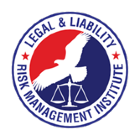 LEGAL & LIABILITY
RISK MANAGEMENT INSTITUTE